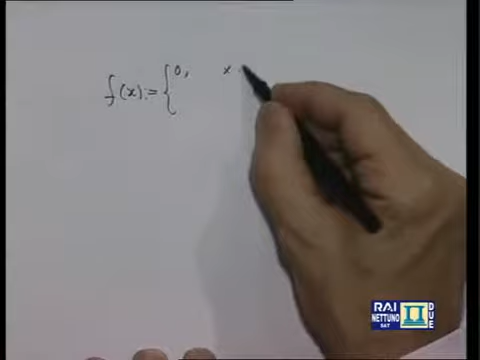 f(x):= { 0, x
RAI
NETTUNO
SAT
DUE